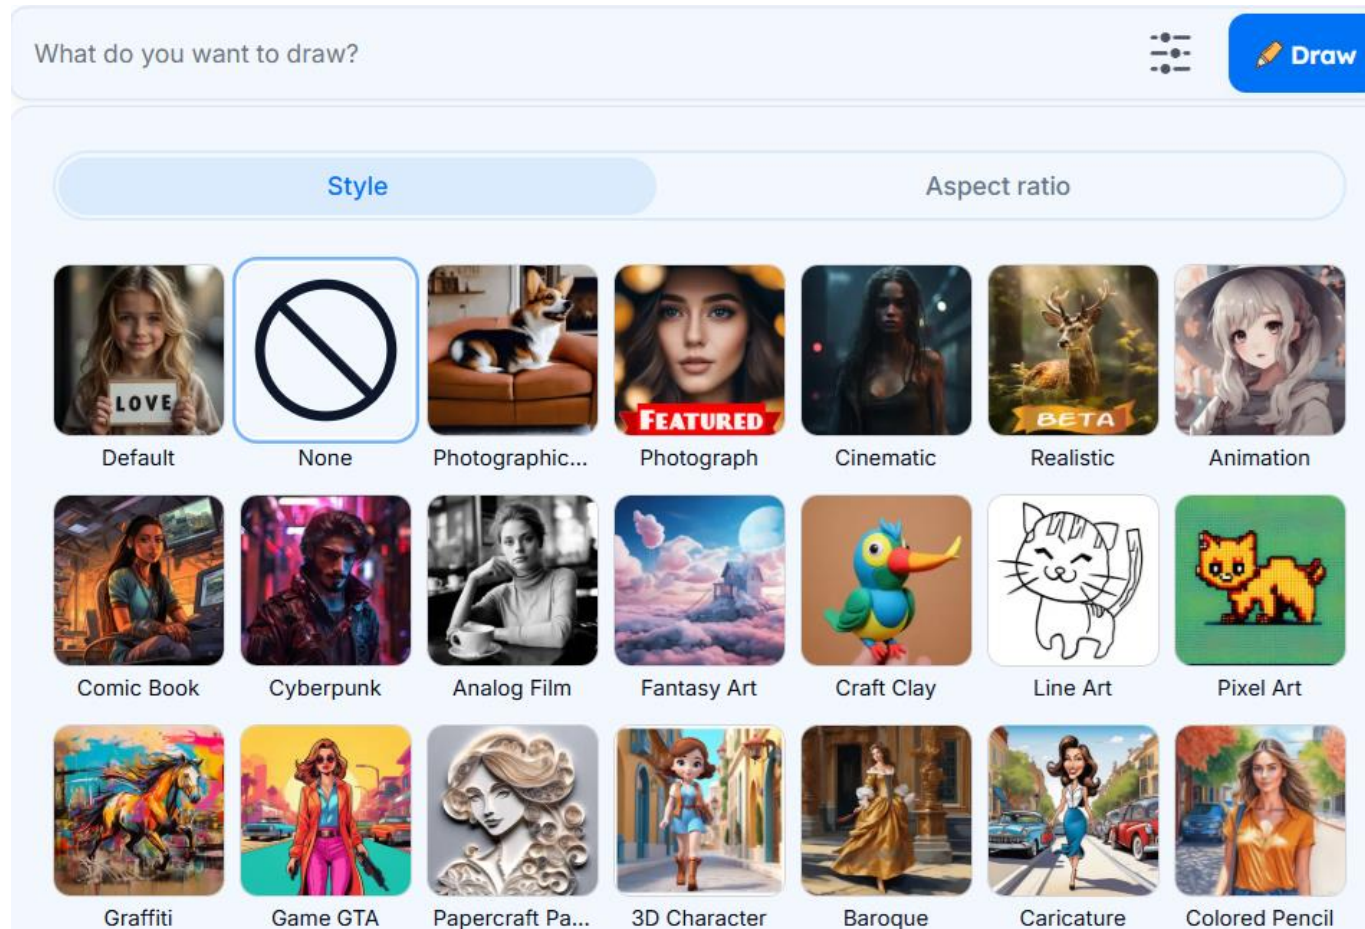 What do you want to draw?
Draw
Style
Aspect ratio
LOVE
FEATURED
BETA
Default
None
Photographic...
Photograph
Cinematic
Realistic
Animation
Comic Book
Cyberpunk
Analog Film
Fantasy Art
Craft Clay
Line Art
Pixel Art
Graffiti
Game GTA
Papercraft Pa...
3D Character
Baroque
Caricature
Colored Pencil